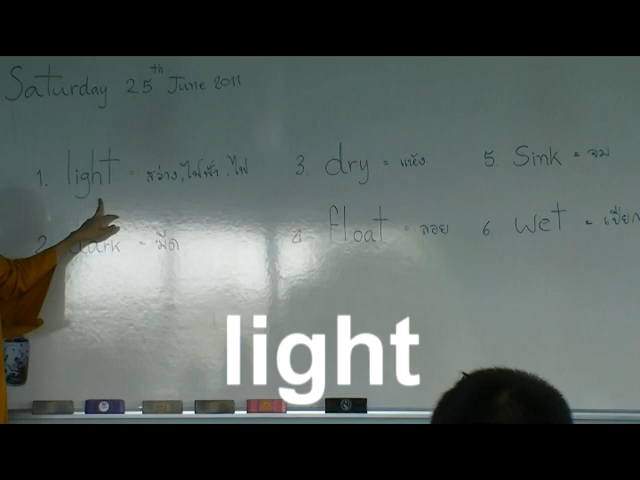 Saturday 25th June 2011
1. light = สว่าง, ไฟฟ้า, ไฟ
2. dark = มืด
3. dry = แห้ง
4. float = ลอย
5. Sink = จม
6. wet = เปียก
light